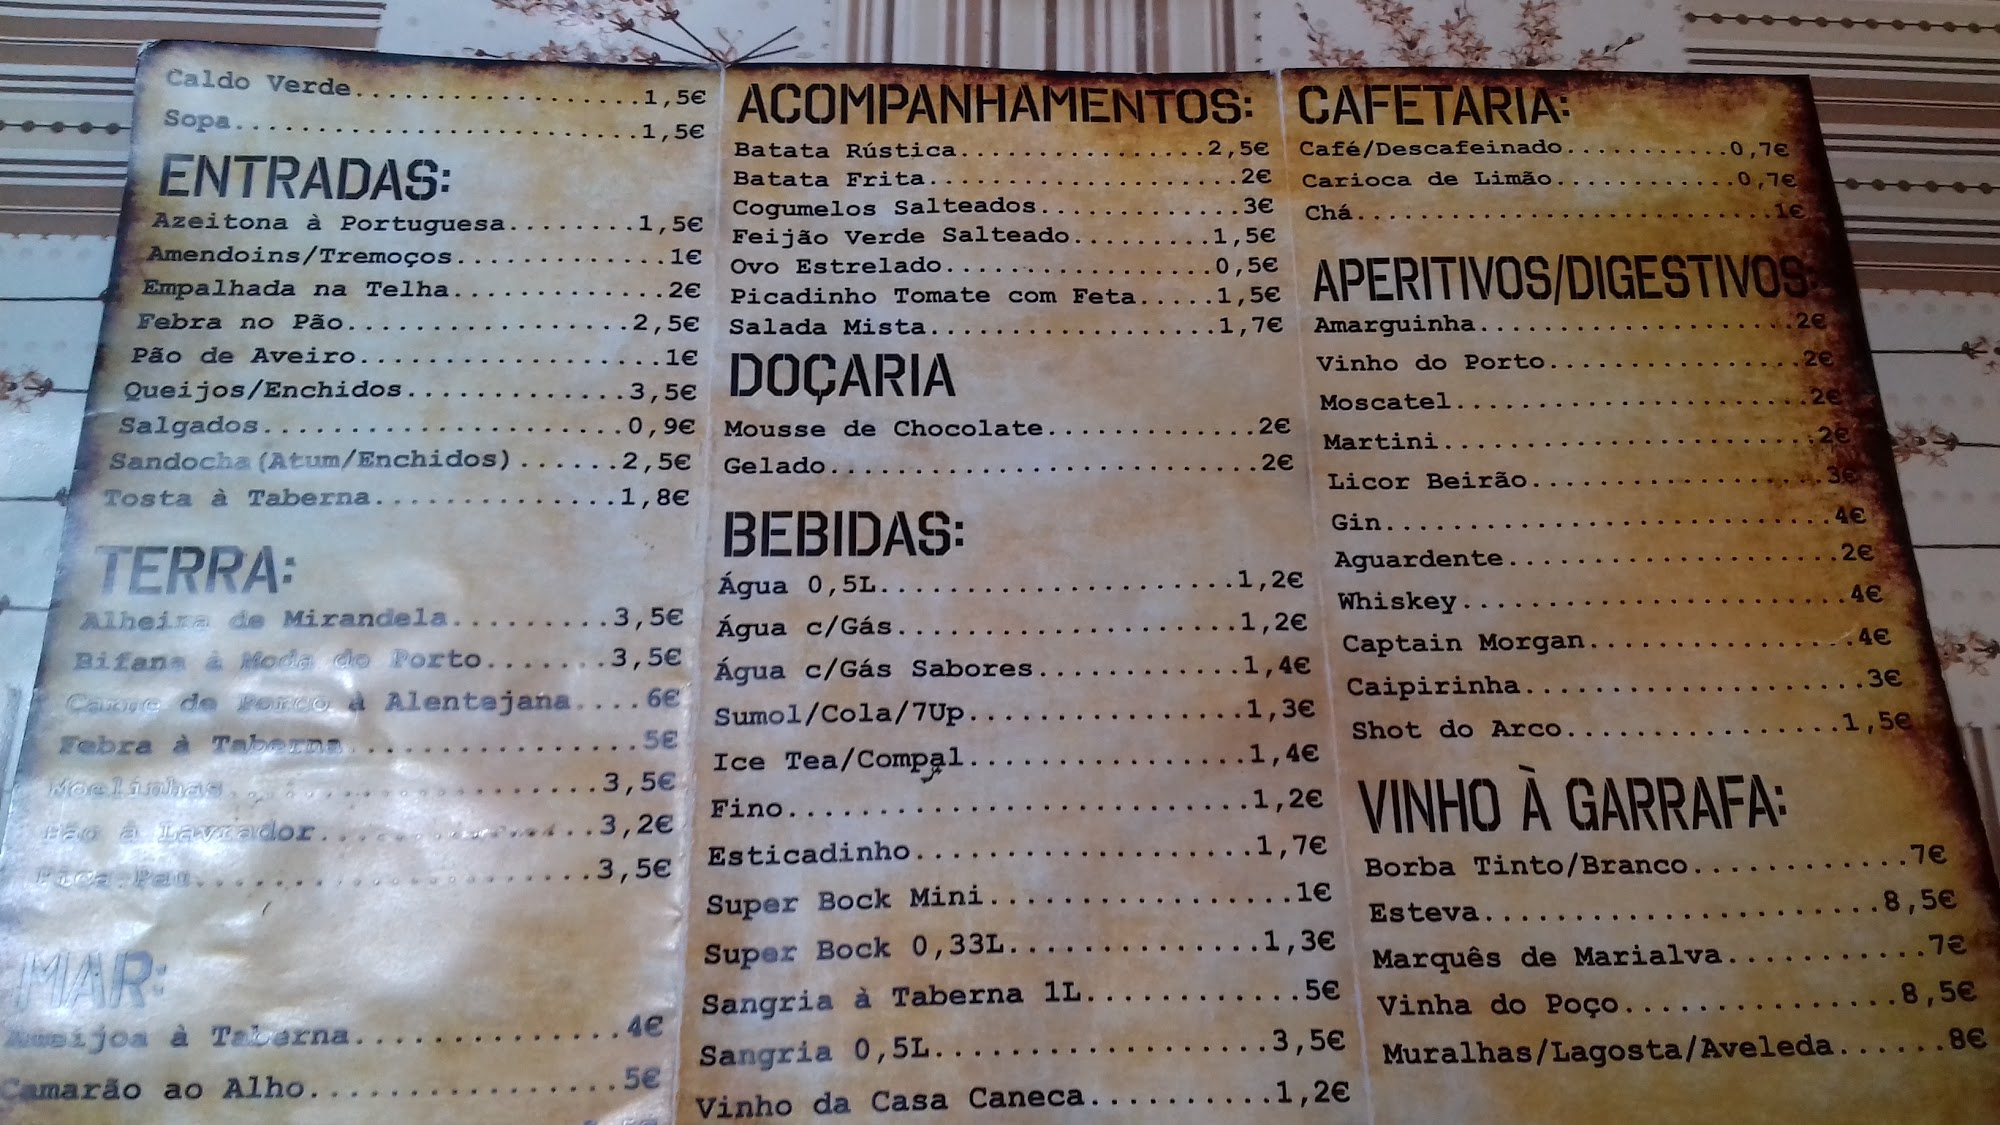 Caldo Verde..................1,5€
Sopa.........................1,5€
ENTRADAS:
Azeitona à Portuguesa........1,5€
Amendoins/Tremoços.............1€
Empalhada na Telha.............2€
Febra no Pão.................2,5€
Pão de Aveiro..................1€
Queijos/Enchidos.............3,5€
Salgados.....................0,9€
Sandocha(Atum/Enchidos)......2,5€
Tosta à Taberna..............1,8€
TERRA:
Alheira de Mirandela.........3,5€
Bifana à Moda do Porto.......3,5€
Carne de Porco à Alentejana....6€
Febra à Taberna................5€
Moelinhas....................3,5€
Pão à Lavrador...............3,2€
Pica Pau.....................3,5€
MAR:
Ameijoa à Taberna..............4€
Camarão ao Alho................5€
ACOMPANHAMENTOS:
Batata Rústica...............2,5€
Batata Frita...................2€
Cogumelos Salteados............3€
Feijão Verde Salteado........1,5€
Ovo Estrelado................0,5€
Picadinho Tomate com Feta....1,5€
Salada Mista.................1,7€
DOÇARIA
Mousse de Chocolate............2€
Gelado.........................2€
BEBIDAS:
Água 0,5L....................1,2€
Água c/Gás...................1,2€
Água c/Gás Sabores...........1,4€
Sumol/Cola/7Up...............1,3€
Ice Tea/Compal...............1,4€
Fino.........................1,2€
Esticadinho..................1,7€
Super Bock Mini................1€
Super Bock 0,33L.............1,3€
Sangria à Taberna 1L...........5€
Sangria 0,5L.................3,5€
Vinho da Casa Caneca.........1,2€
CAFETARIA:
Café/Descafeinado..........0,7€
Carioca de Limão...........0,7€
Chá..........................1€
APERITIVOS/DIGESTIVOS:
Amarguinha...................2€
Vinho do Porto...............2€
Moscatel.....................2€
Martini......................2€
Licor Beirão.................3€
Gin..........................4€
Aguardente...................2€
Whiskey......................4€
Captain Morgan...............4€
Caipirinha...................3€
Shot do Arco...............1,5€
VINHO À GARRAFA:
Borba Tinto/Branco...........7€
Esteva.....................8,5€
Marquês de Marialva..........7€
Vinha do Poço..............8,5€
Muralhas/Lagosta/Aveleda.....8€